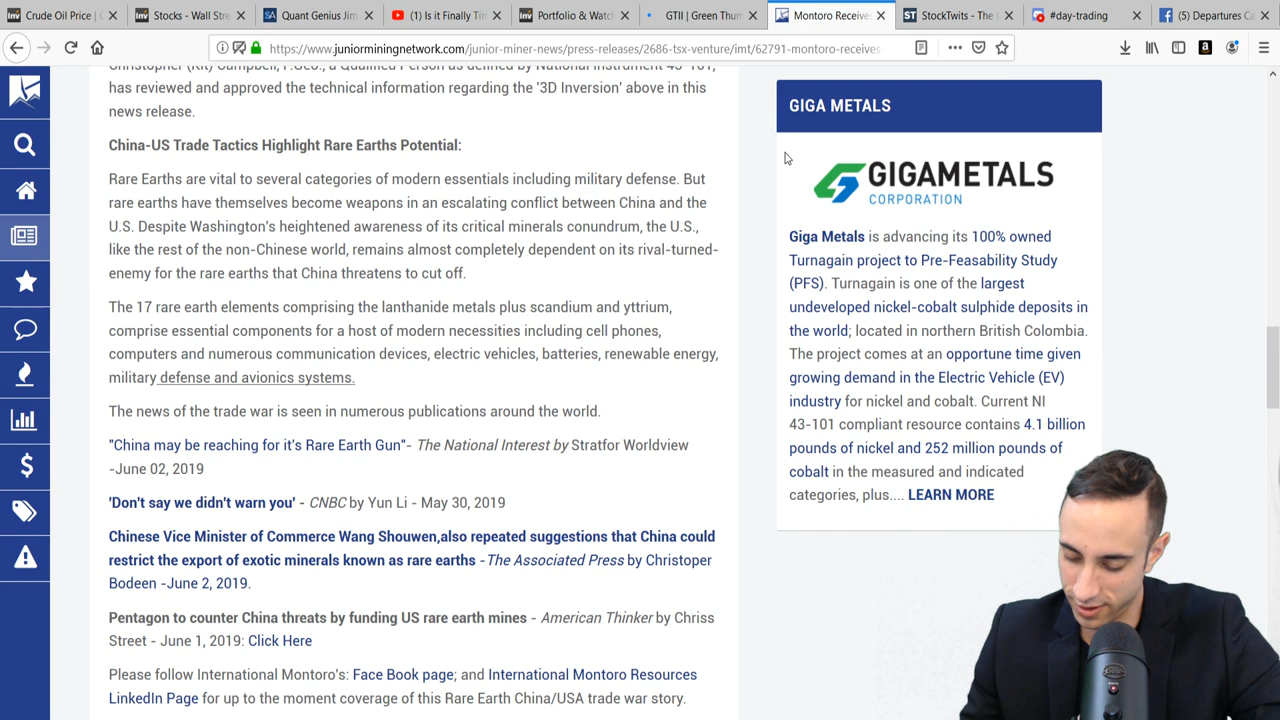 Crude Oil Price |
Stocks - Wall Stre
Quant Genius Jim
(1) Is it Finally Tim
Portfolio & Watch
GTII | Green Thum
Montoro Receives
StockTwits - The
#day-trading
(5) Departures Ca
https://www.juniorminingnetwork.com/junior-miner-news/press-releases/2686-tsx-venture/imt/62791-montoro-receives-
Christopher (Kit) Campbell, P.Geo., a Qualified Person as defined by National Instrument 43-101,
has reviewed and approved the technical information regarding the '3D Inversion' above in this
news release.
China-US Trade Tactics Highlight Rare Earths Potential:
Rare Earths are vital to several categories of modern essentials including military defense. But
rare earths have themselves become weapons in an escalating conflict between China and the
U.S. Despite Washington's heightened awareness of its critical minerals conundrum, the U.S.,
like the rest of the non-Chinese world, remains almost completely dependent on its rival-turned-
enemy for the rare earths that China threatens to cut off.
The 17 rare earth elements comprising the lanthanide metals plus scandium and yttrium,
comprise essential components for a host of modern necessities including cell phones,
computers and numerous communication devices, electric vehicles, batteries, renewable energy,
military defense and avionics systems.
The news of the trade war is seen in numerous publications around the world.
"China may be reaching for it's Rare Earth Gun"- The National Interest by Stratfor Worldview
-June 02, 2019
'Don't say we didn't warn you' - CNBC by Yun Li - May 30, 2019
Chinese Vice Minister of Commerce Wang Shouwen,also repeated suggestions that China could
restrict the export of exotic minerals known as rare earths -The Associated Press by Christoper
Bodeen -June 2, 2019.
Pentagon to counter China threats by funding US rare earth mines - American Thinker by Chriss
Street - June 1, 2019: Click Here
Please follow International Montoro's: Face Book page; and International Montoro Resources
LinkedIn Page for up to the moment coverage of this Rare Earth China/USA trade war story.
GIGA METALS
GIGAMETALS
CORPORATION
Giga Metals is advancing its 100% owned
Turnagain project to Pre-Feasability Study
(PFS). Turnagain is one of the largest
undeveloped nickel-cobalt sulphide deposits in
the world; located in northern British Colombia.
The project comes at an opportune time given
growing demand in the Electric Vehicle (EV)
industry for nickel and cobalt. Current NI
43-101 compliant resource contains 4.1 billion
pounds of nickel and 252 million pounds of
cobalt in the measured and indicated
categories, plus.... LEARN MORE